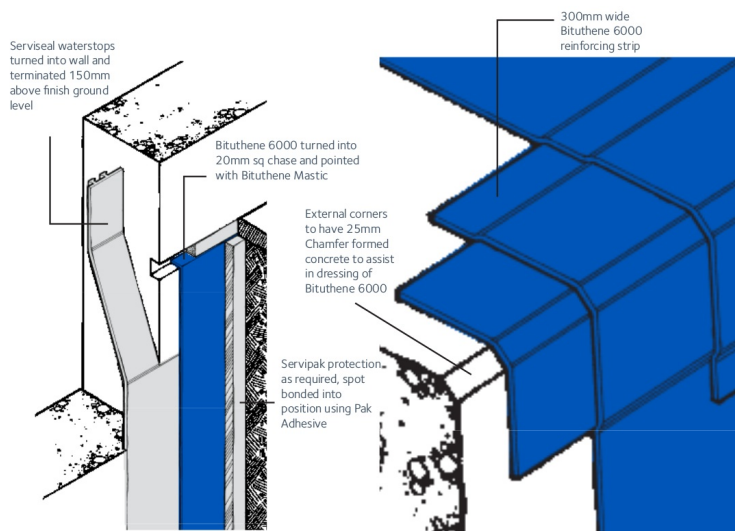 Serviseal waterstops
turned into wall and
terminated 150mm
above finish ground
level
Bituthene 6000 turned into
20mm sq chase and pointed
with Bituthene Mastic
300mm wide
Bituthene 6000
reinforcing strip
External corners
to have 25mm
Chamfer formed
concrete to assist
in dressing of
Bituthene 6000
Servipak protection
as required, spot
bonded into
position using Pak
Adhesive